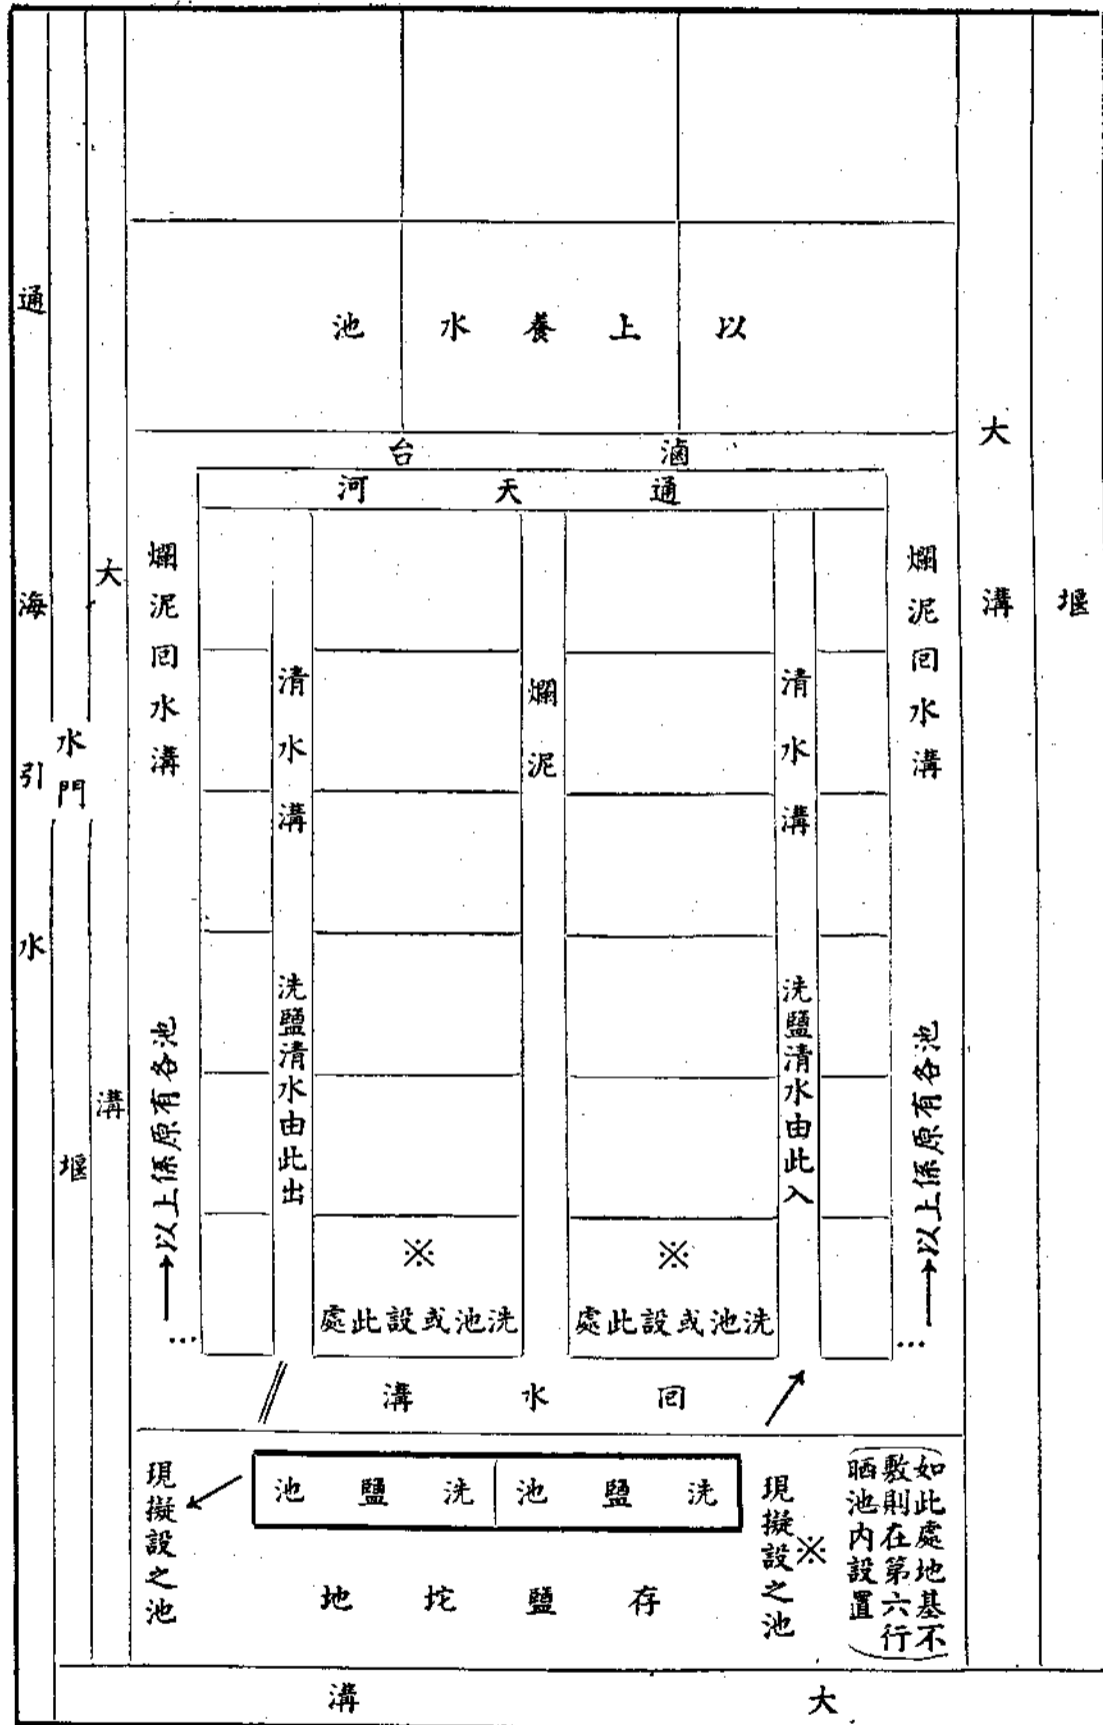 堰
大溝
以上養水池
滷台
通天河
爛泥囘水溝
以上係原有各池
清水溝
洗鹽清水由此入
爛泥
清水溝
洗鹽清水由此出
爛泥囘水溝
以上係原有各池
大溝
堰
水門
通海引水
※
洗池或設此處
※
洗池或設此處
囘水溝
如此處地基不
敷則在第六行
晒池內設置
※
現擬設之池
洗鹽池
洗鹽池
現擬設之池
存鹽坨地
大溝